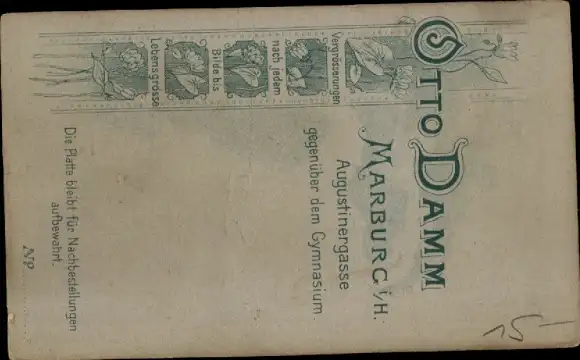 OTTO DAMM
MARBURG i/H.
Augustinergasse
gegenüber dem Gymnasium.
Vergrösserungen
nach jedem
Bilde bis
Lebensgrösse
Die Platte bleibt für Nachbestellungen
aufbewahrt.
No